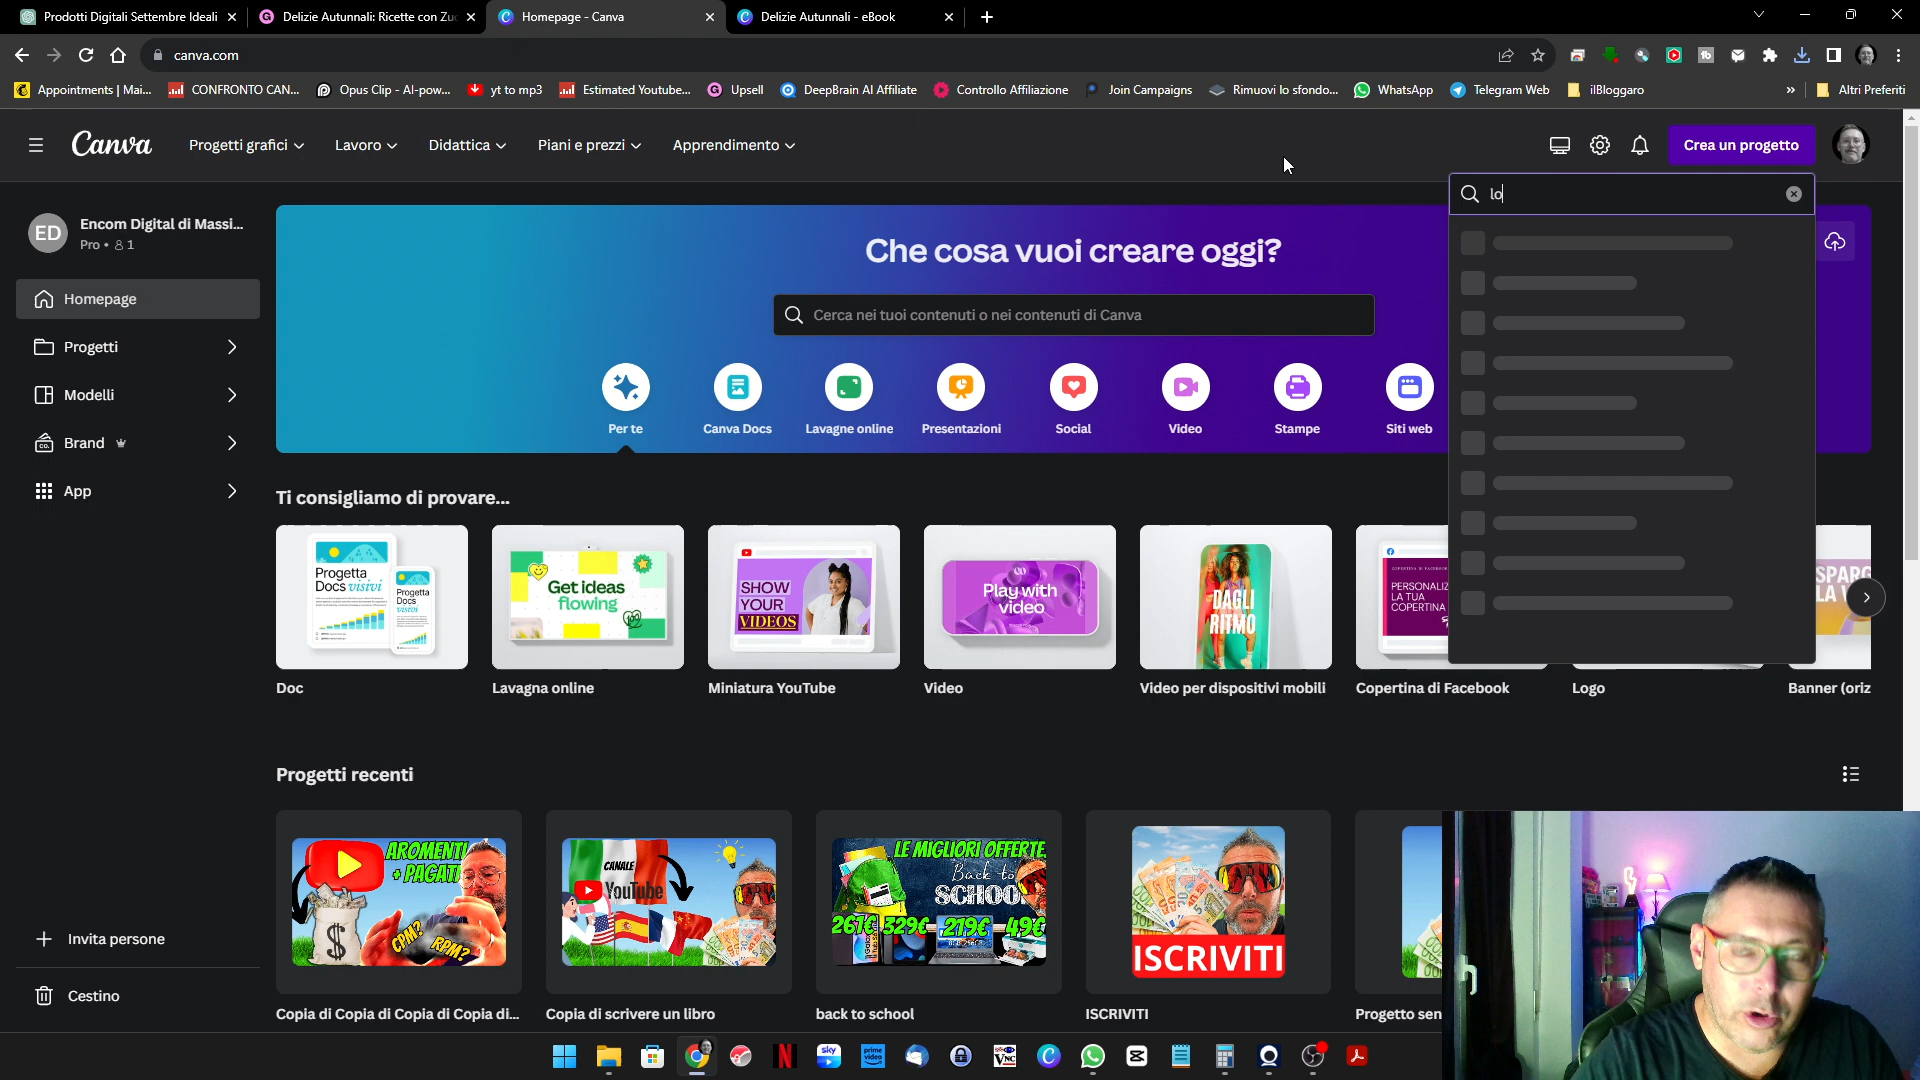 Prodotti Digitali Settembre Ideali
Delizie Autunnali: Ricette con Zuc
Homepage - Canva
Delizie Autunnali - eBook
canva.com
Appointments | Mai...
CONFRONTO CAN...
Opus Clip - AI-pow...
yt to mp3
Estimated Youtube...
Upsell
DeepBrain AI Affiliate
Controllo Affiliazione
Join Campaigns
Rimuovi lo sfondo...
WhatsApp
Telegram Web
ilBloggaro
»
Altri Preferiti
Canva
Progetti grafici
Lavoro
Didattica
Piani e prezzi
Apprendimento
Crea un progetto
lo
ED
Encom Digital di Massi...
Pro • 1
Homepage
Progetti
Modelli
Brand
App
Invita persone
Cestino
Che cosa vuoi creare oggi?
Cerca nei tuoi contenuti o nei contenuti di Canva
Per te
Canva Docs
Lavagne online
Presentazioni
Social
Video
Stampe
Siti web
Ti consigliamo di provare...
Progetta
Docs visivi
Progetta
Docs
visivi
Get ideas
flowing
SHOW
YOUR
VIDEOS
Play with
video
DAGLI
RITMO
PERSONALIZ
LA TUA
COPERTINA
SPARG
LA V
Doc
Lavagna online
Miniatura YouTube
Video
Video per dispositivi mobili
Copertina di Facebook
Logo
Banner (oriz
Progetti recenti
AROMENTI
+ PAGATI
CPM?
RPM?
$
CANALE
YouTube
LE MIGLIORI OFFERTE
Back to
SCHOOL
261€ 329€ 219€ 49€
ISCRIVITI
Copia di Copia di Copia di Copia di...
Copia di scrivere un libro
back to school
ISCRIVITI
Progetto sen
sky
prime
video
VNC